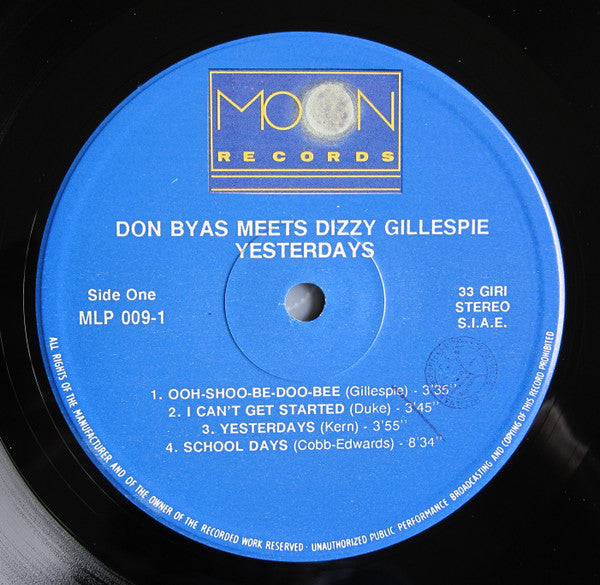 MOON
RECORDS
DON BYAS MEETS DIZZY GILLESPIE
YESTERDAYS
Side One
MLP 009-1
33 GIRI
STEREO
S.I.A.E.
1. OOH-SHOO-BE-DOO-BEE (Gillespie) - 3'35"
2. I CAN'T GET STARTED (Duke) - 3'45"
3. YESTERDAYS (Kern) - 3'55"
4. SCHOOL DAYS (Cobb-Edwards) - 8'34"
ALL RIGHTS OF THE MANUFACTURER AND OF THE OWNER OF THE RECORDED WORK RESERVED · UNAUTHORIZED PUBLIC PERFORMANCE BROADCASTING AND COPYING OF THIS RECORD PROHIBITED